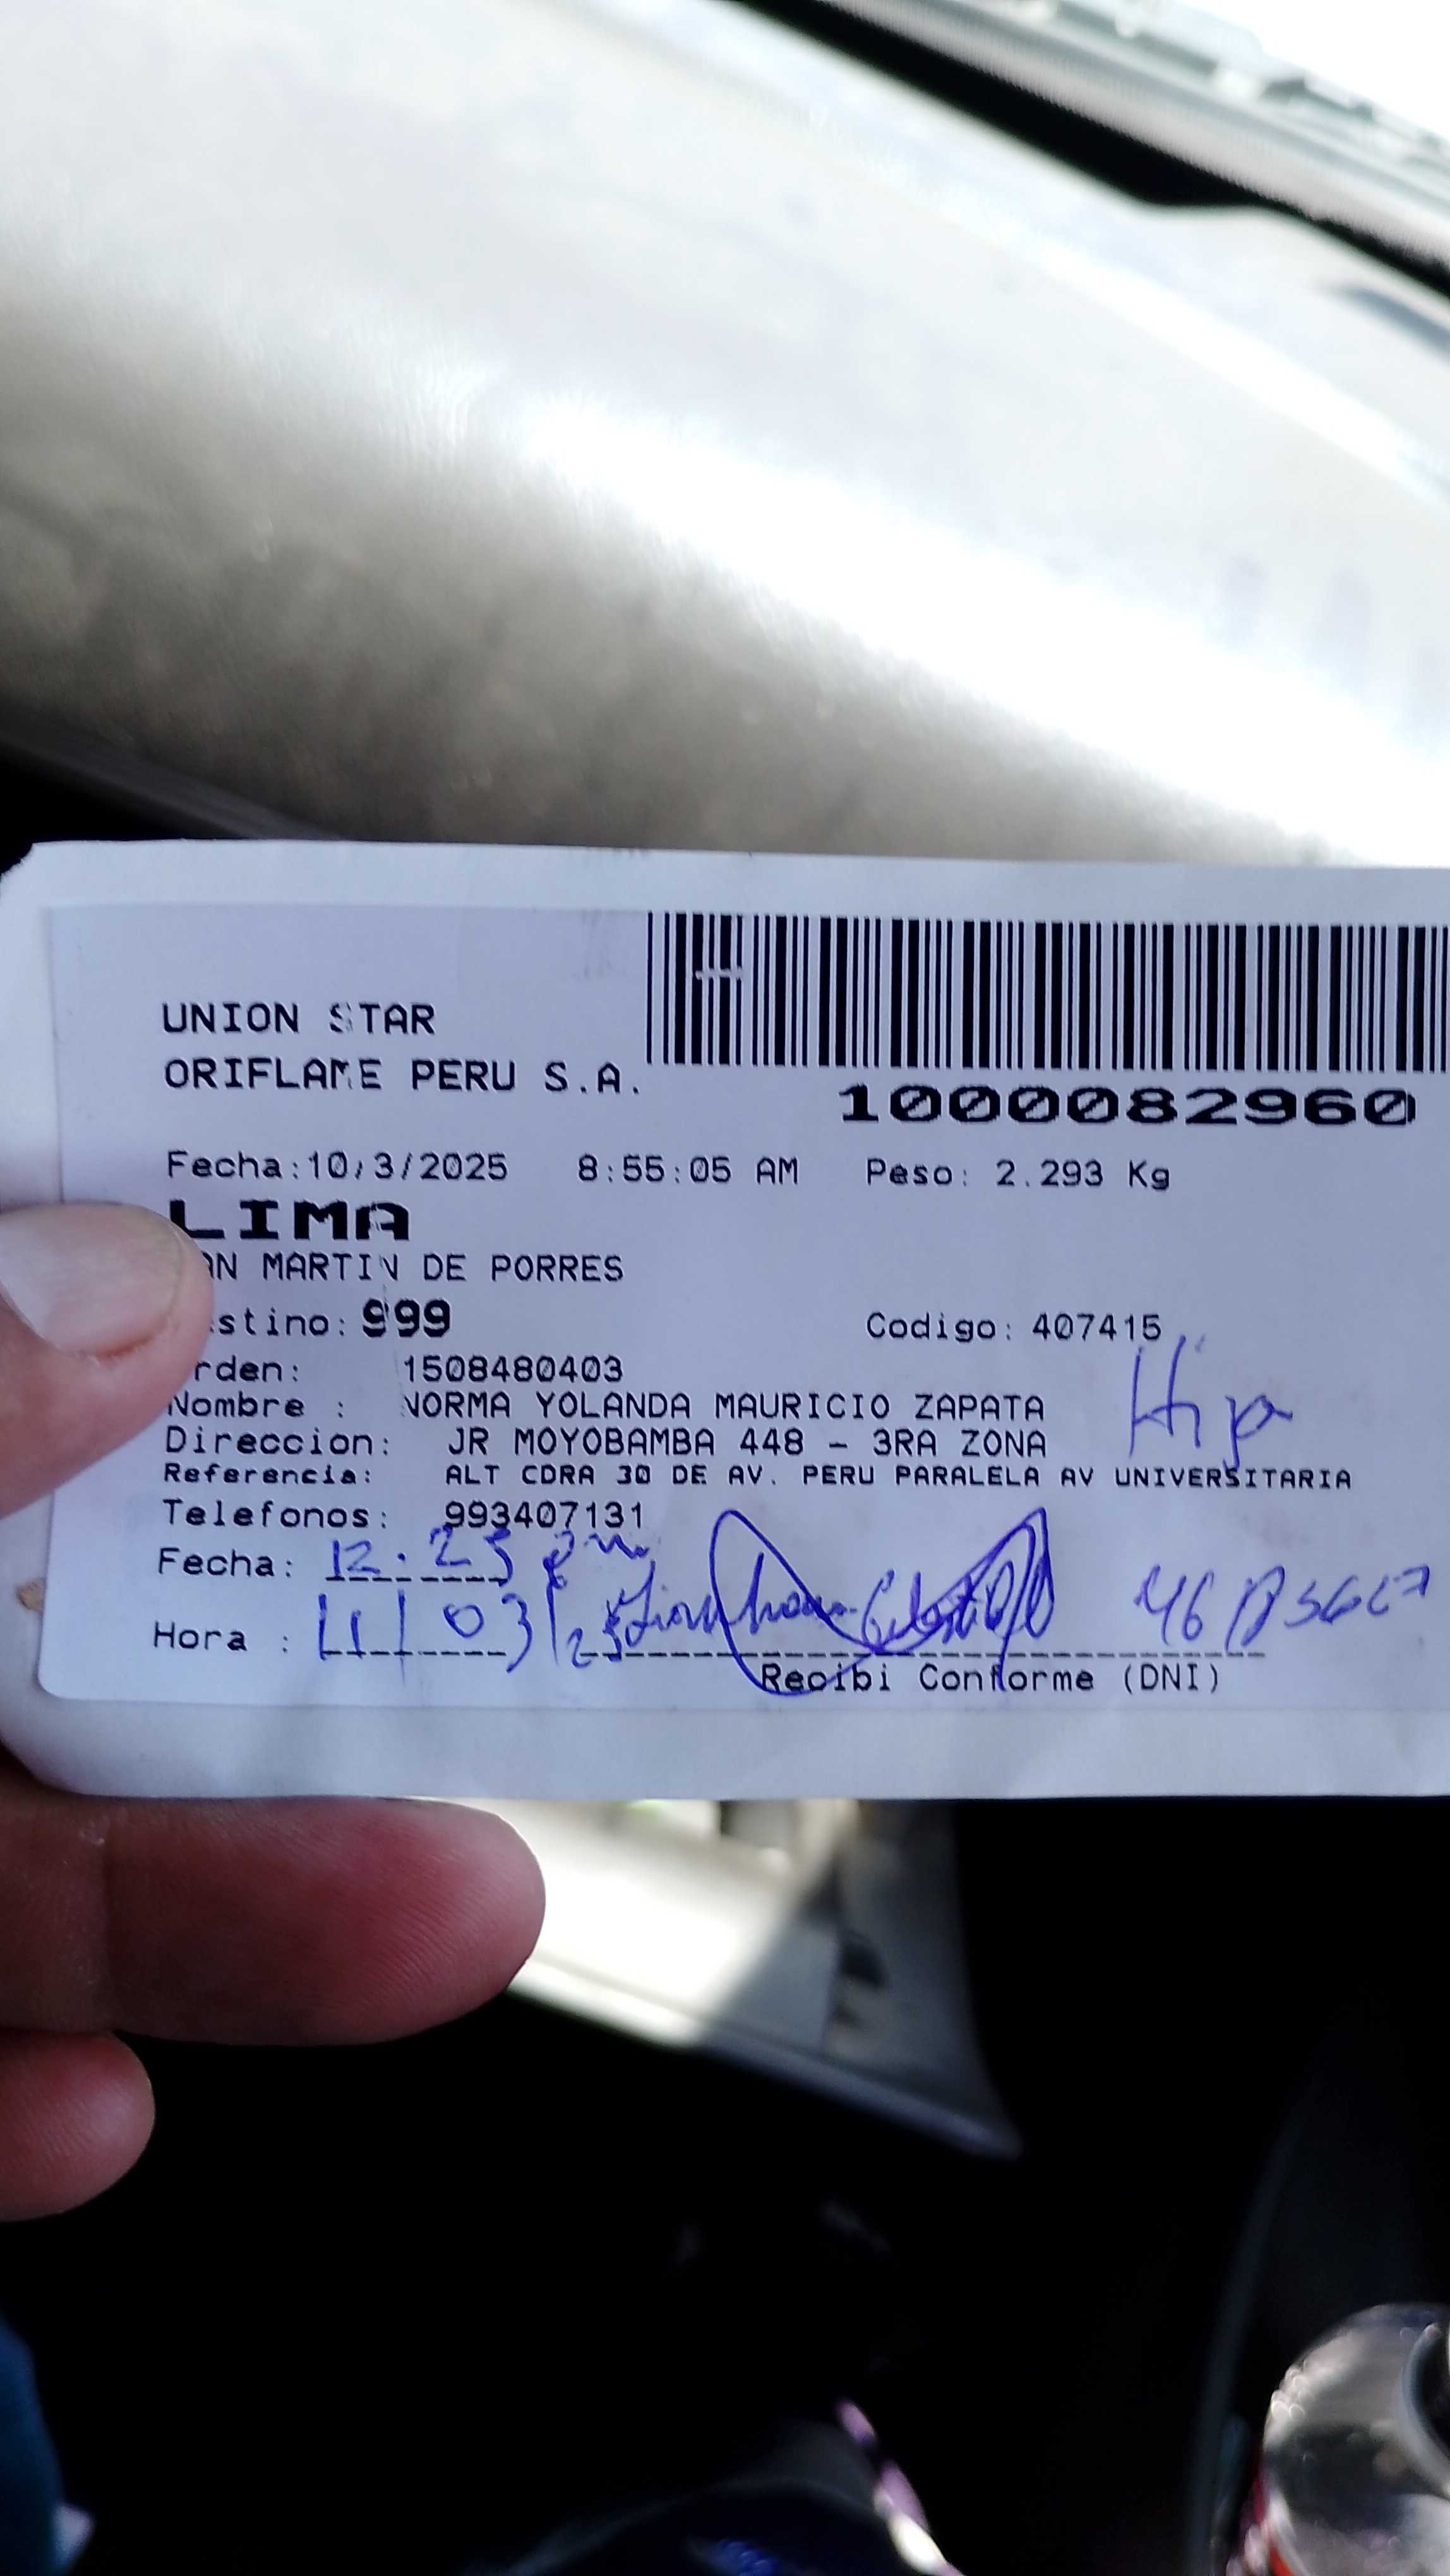 UNION STAR
ORIFLAME PERU S.A.
1000082960
Fecha:10/3/2025 8:55:05 AM Peso: 2.293 Kg
LIMA
AN MARTIN DE PORRES
stino: 999 Codigo: 407415
rden: 1508480403
Hija
Nombre : NORMA YOLANDA MAURICIO ZAPATA
Direccion: JR MOYOBAMBA 448 - 3RA ZONA
Referencia: ALT CDRA 30 DE AV. PERU PARALELA AV UNIVERSITARIA
Telefonos: 993407131
Fecha: 12:25 pm
Hora : 11/03/25
Recibi Conforme (DNI)